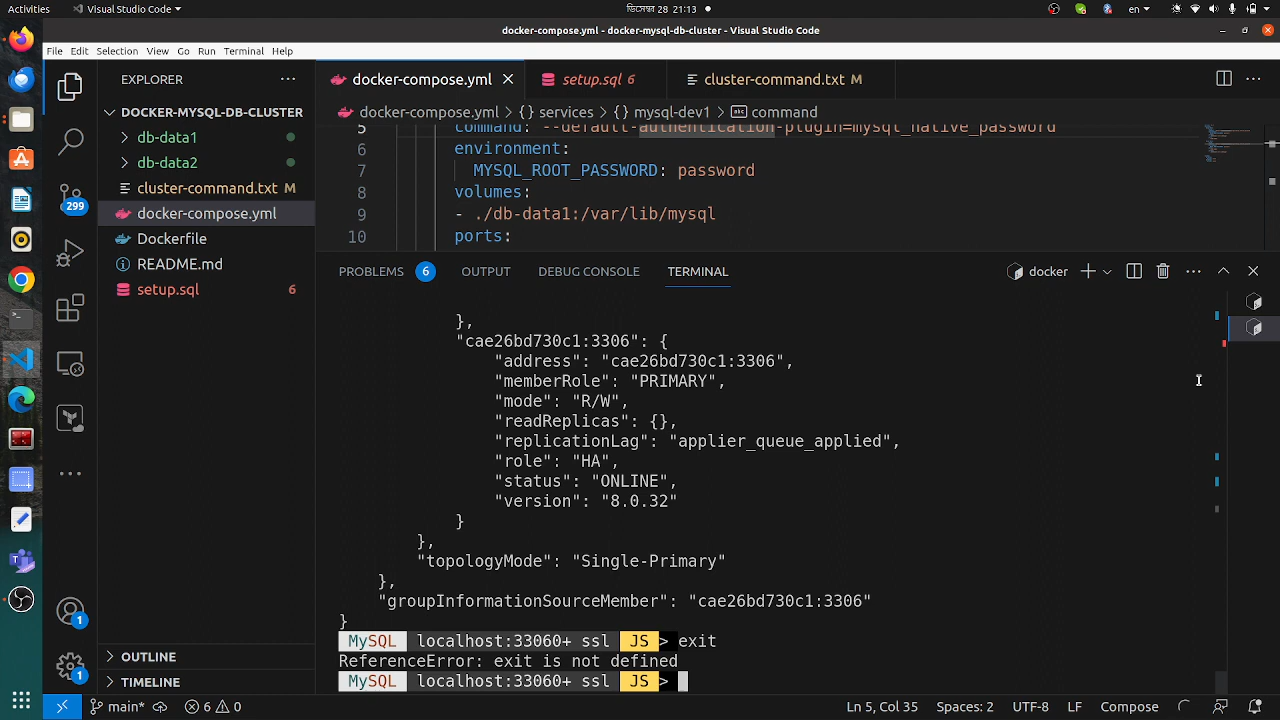 Activities
Visual Studio Code
ডিসেম্বর 28 21:13
en
docker-compose.yml - docker-mysql-db-cluster - Visual Studio Code
File Edit Selection View Go Run Terminal Help
EXPLORER
docker-compose.yml
setup.sql 6
cluster-command.txt M
DOCKER-MYSQL-DB-CLUSTER
docker-compose.yml > {} services > {} mysql-dev1 > command
db-data1
db-data2
cluster-command.txt M
docker-compose.yml
Dockerfile
README.md
setup.sql 6
299
5 command: --default-authentication-plugin=mysql_native_password
6 environment:
7 MYSQL_ROOT_PASSWORD: password
8 volumes:
9 - ./db-data1:/var/lib/mysql
10 ports:
PROBLEMS 6 OUTPUT DEBUG CONSOLE TERMINAL docker
},
"cae26bd730c1:3306": {
"address": "cae26bd730c1:3306",
"memberRole": "PRIMARY",
"mode": "R/W",
"readReplicas": {},
"replicationLag": "applier_queue_applied",
"role": "HA",
"status": "ONLINE",
"version": "8.0.32"
}
},
"topologyMode": "Single-Primary"
},
"groupInformationSourceMember": "cae26bd730c1:3306"
}
MySQL localhost:33060+ ssl JS > exit
ReferenceError: exit is not defined
MySQL localhost:33060+ ssl JS >
OUTLINE
TIMELINE
1
1
main* 6 0 Ln 5, Col 35 Spaces: 2 UTF-8 LF Compose